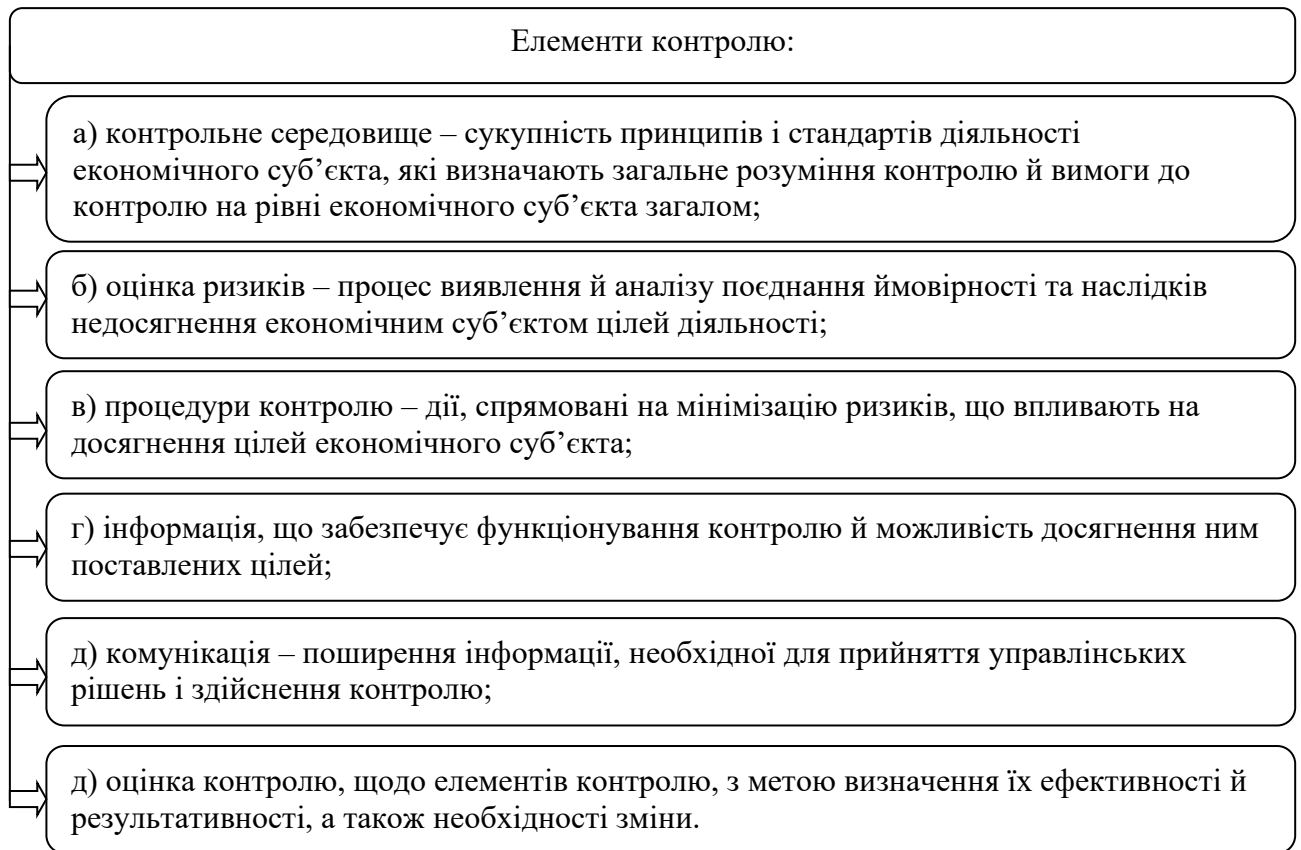 Елементи контролю:
а) контрольне середовище – сукупність принципів і стандартів діяльності
економічного суб’єкта, які визначають загальне розуміння контролю й вимоги до
контролю на рівні економічного суб’єкта загалом;
б) оцінка ризиків – процес виявлення й аналізу поєднання ймовірності та наслідків
недосягнення економічним суб’єктом цілей діяльності;
в) процедури контролю – дії, спрямовані на мінімізацію ризиків, що впливають на
досягнення цілей економічного суб’єкта;
г) інформація, що забезпечує функціонування контролю й можливість досягнення ним
поставлених цілей;
д) комунікація – поширення інформації, необхідної для прийняття управлінських
рішень і здійснення контролю;
д) оцінка контролю, щодо елементів контролю, з метою визначення їх ефективності й
результативності, а також необхідності зміни.